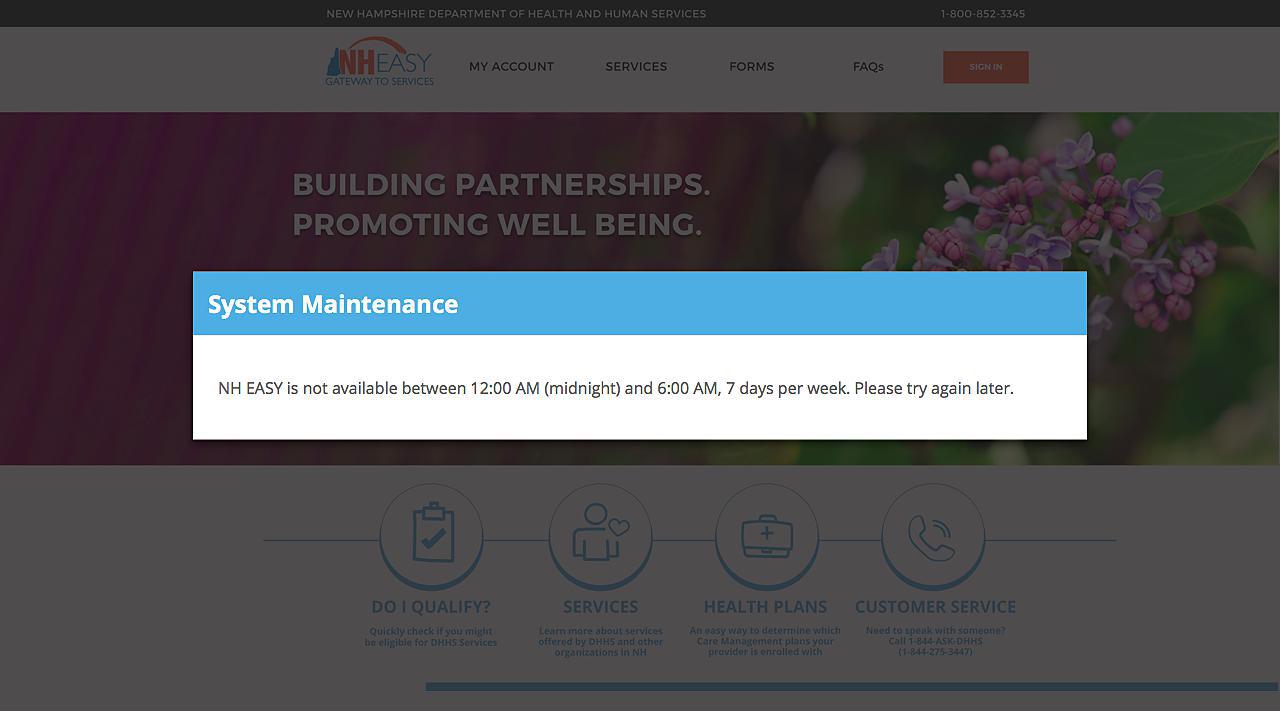 NEW HAMPSHIRE DEPARTMENT OF HEALTH AND HUMAN SERVICES 1-800-852-3345
NHEASY
GATEWAY TO SERVICES
MY ACCOUNT SERVICES FORMS FAQs SIGN IN
BUILDING PARTNERSHIPS.
PROMOTING WELL BEING.
System Maintenance
NH EASY is not available between 12:00 AM (midnight) and 6:00 AM, 7 days per week. Please try again later.
DO I QUALIFY?
Quickly check if you might
be eligible for DHHS Services
SERVICES
Learn more about services
offered by DHHS and other
organizations in NH
HEALTH PLANS
An easy way to determine which
Care Management plans your
provider is enrolled with
CUSTOMER SERVICE
Need to speak with someone?
Call 1-844-ASK-DHHS
(1-844-275-3447)